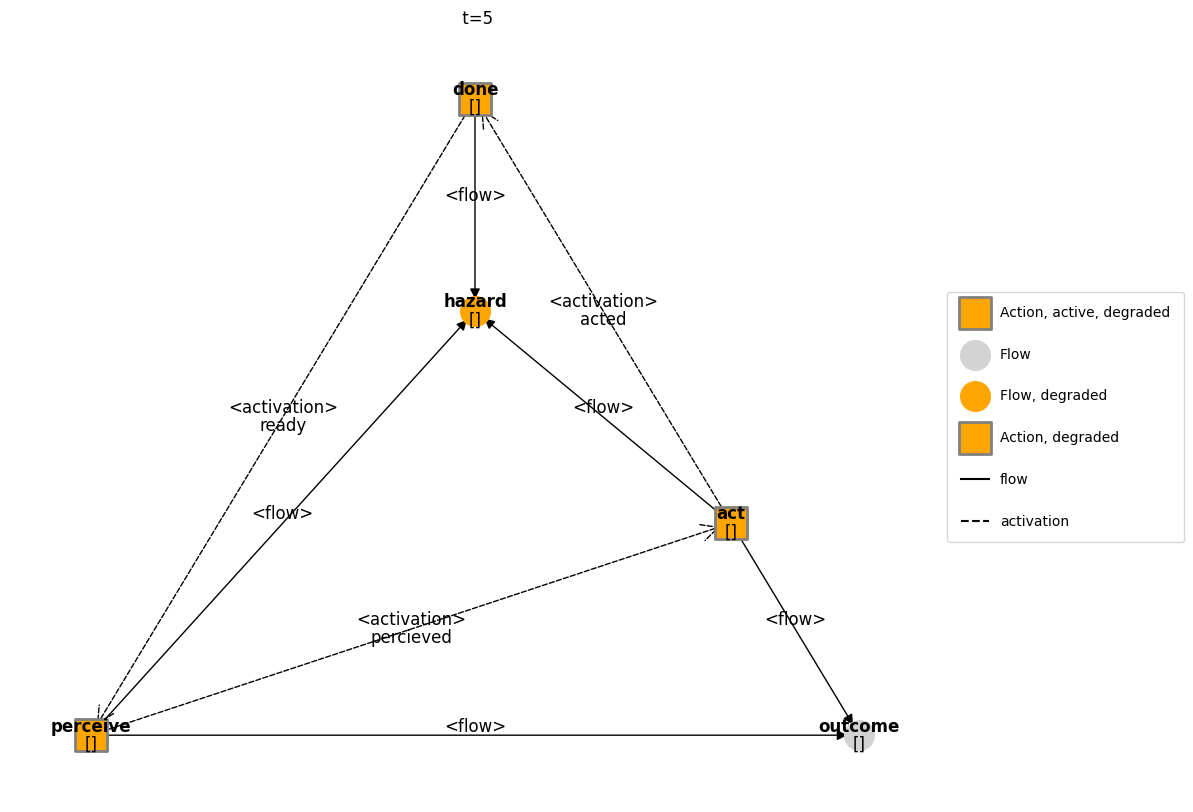 t=5
done
[]
<flow>
hazard
[]
<activation>
acted
<activation>
ready
<flow>
<flow>
act
[]
<activation>
percieved
<flow>
perceive
[]
<flow>
outcome
[]
Action, active, degraded
Flow
Flow, degraded
Action, degraded
flow
activation